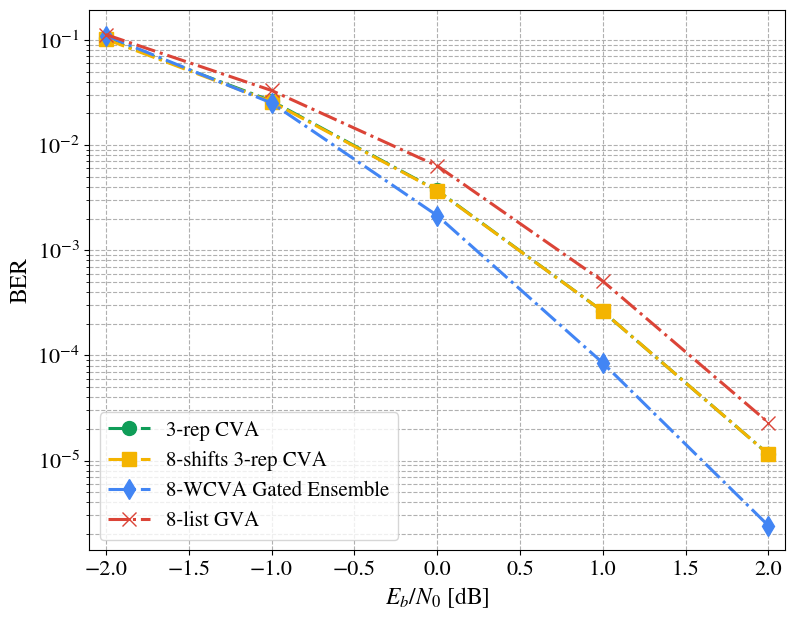 10⁻¹
10⁻²
10⁻³
10⁻⁴
10⁻⁵
BER
3-rep CVA
8-shifts 3-rep CVA
8-WCVA Gated Ensemble
8-list GVA
−2.0 −1.5 −1.0 −0.5 0.0 0.5 1.0 1.5 2.0
E_b/N_0 [dB]